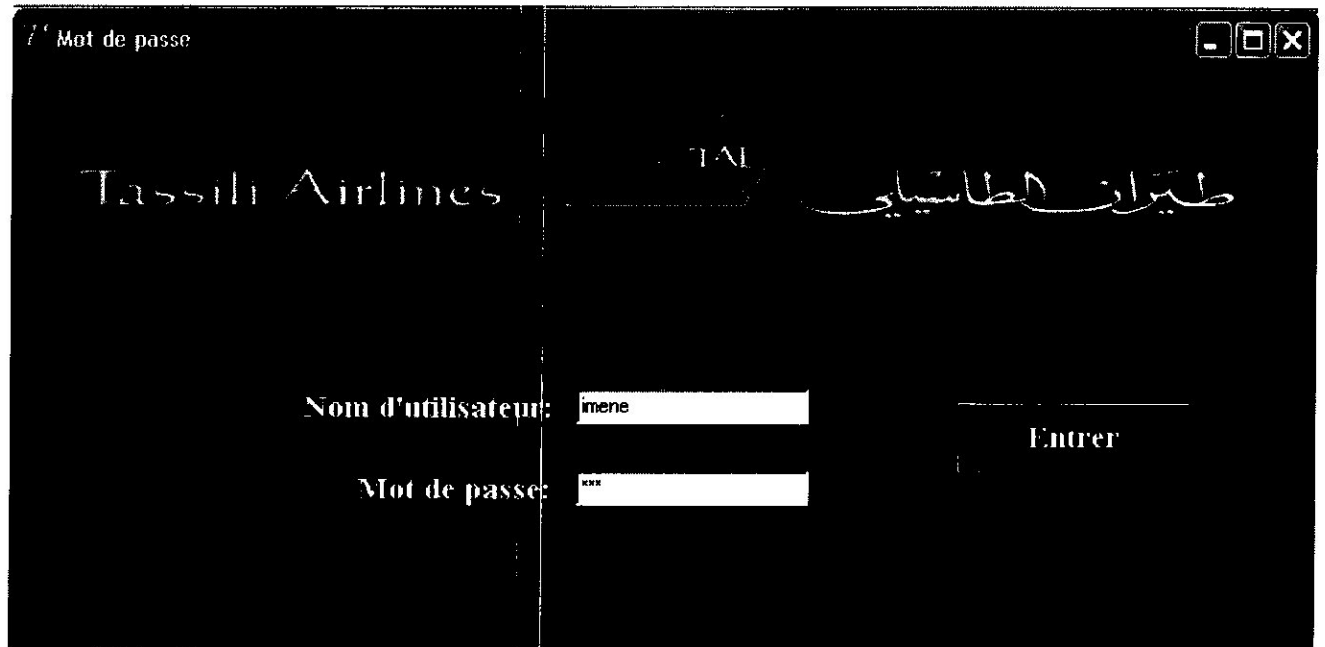 Mot de passe
Tassili Airlines
TAL
طيران الطاسيلي
Nom d'utilisateur: imene
Entrer
Mot de passe: ***